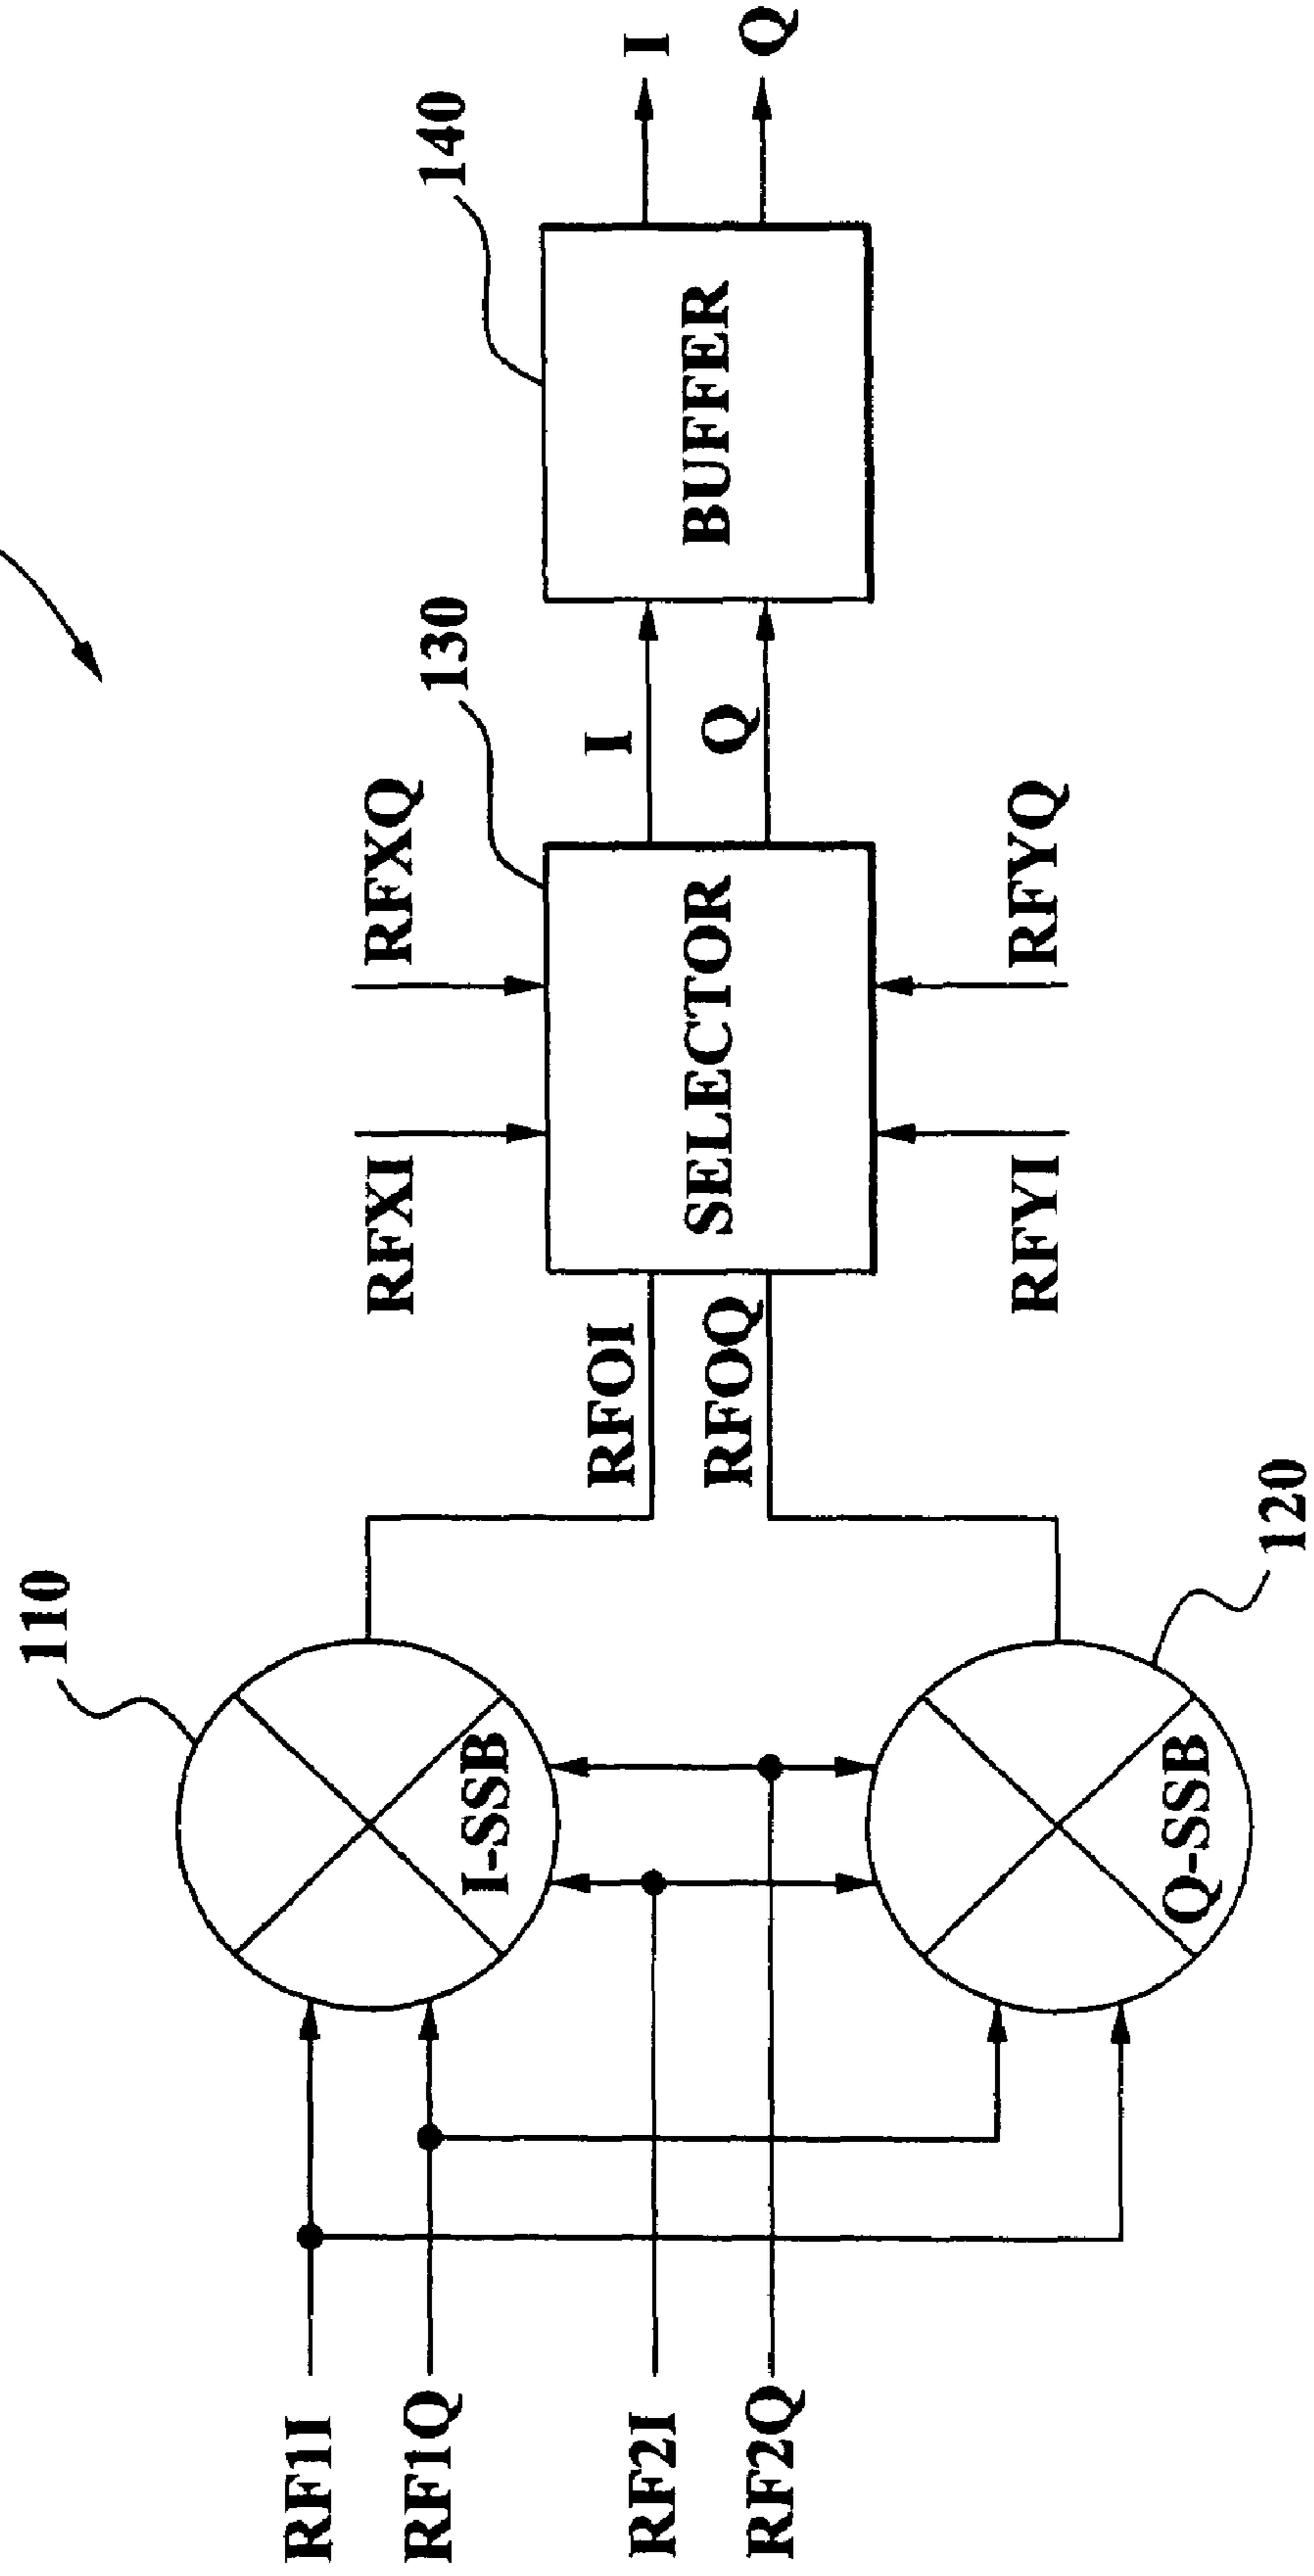 110
I-SSB
RF1I
RF1Q
RF2I
RF2Q
Q-SSB
120
RFOI
RFOQ
RFXI
RFXQ
130
SELECTOR
RFYI
RFYQ
I
Q
140
BUFFER
I
Q